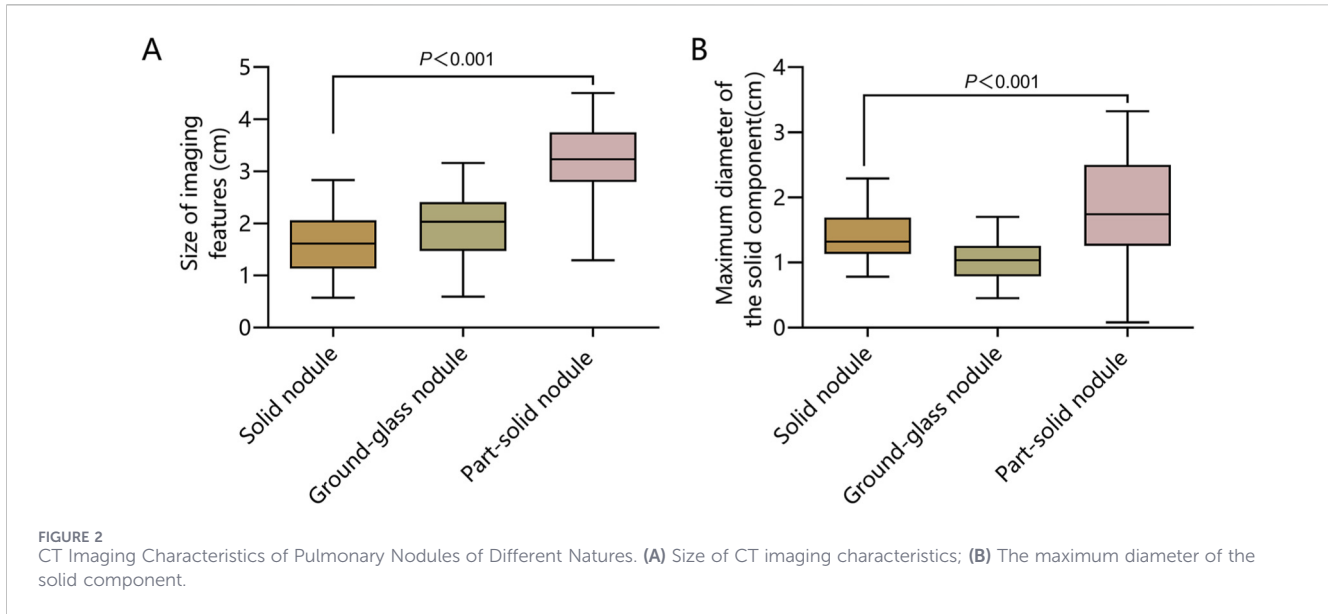 A
P<0.001
Size of imaging
features (cm)
5
4
3
2
1
0
Solid nodule
Ground-glass nodule
Part-solid nodule
B
P<0.001
Maximum diameter of
the solid component(cm)
4
3
2
1
0
Solid nodule
Ground-glass nodule
Part-solid nodule
FIGURE 2
CT Imaging Characteristics of Pulmonary Nodules of Different Natures. (A) Size of CT imaging characteristics; (B) The maximum diameter of the
solid component.